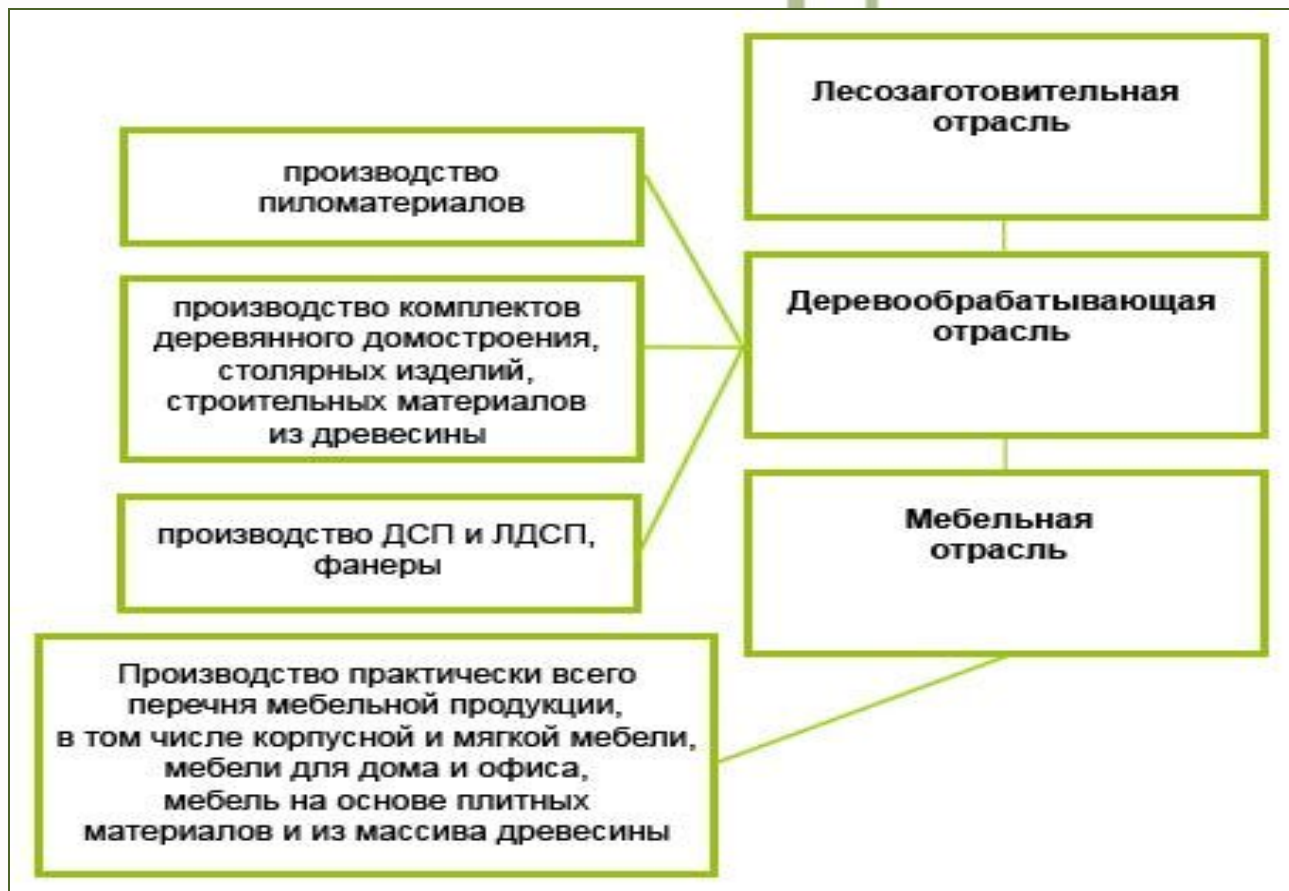 Лесозаготовительная
отрасль
производство
пиломатериалов
производство комплектов
деревянного домостроения,
столярных изделий,
строительных материалов
из древесины
Деревообрабатывающая
отрасль
производство ДСП и ЛДСП,
фанеры
Мебельная
отрасль
Производство практически всего
перечня мебельной продукции,
в том числе корпусной и мягкой мебели,
мебели для дома и офиса,
мебель на основе плитных
материалов и из массива древесины